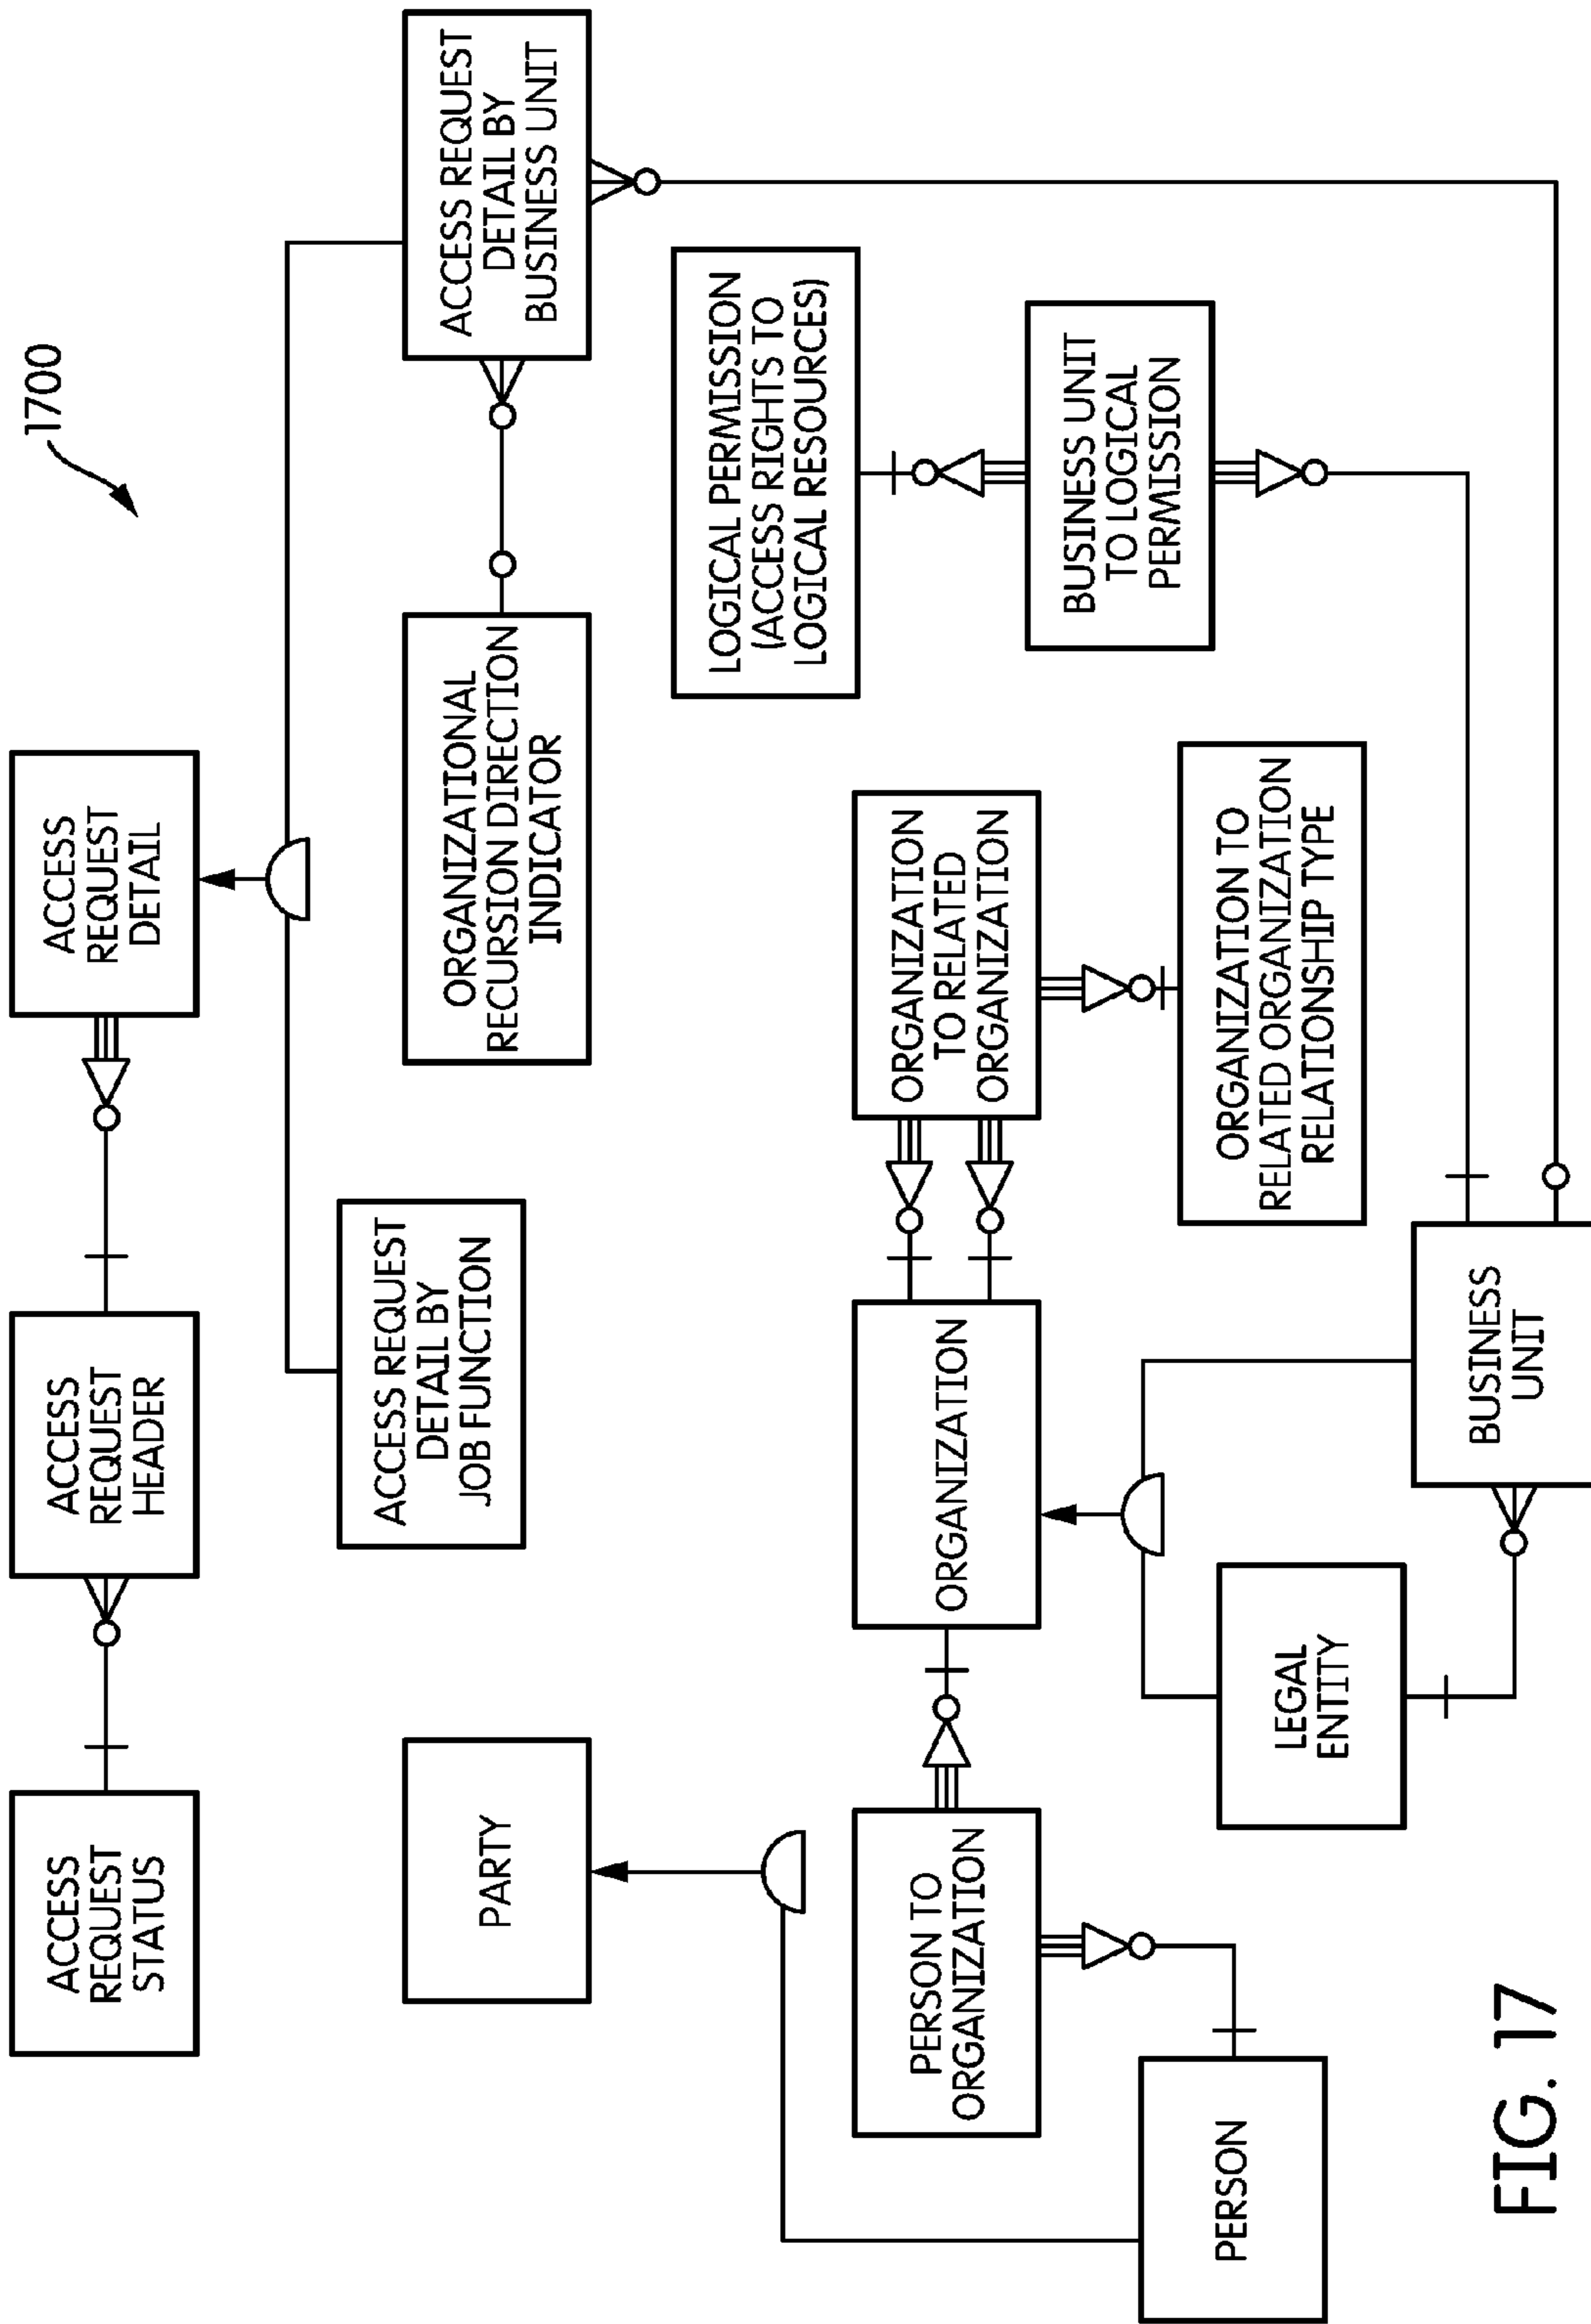 1700
ACCESS
REQUEST
STATUS
ACCESS
REQUEST
HEADER
ACCESS
REQUEST
DETAIL
ACCESS REQUEST
DETAIL BY
JOB FUNCTION
ORGANIZATIONAL
RECURSION DIRECTION
INDICATOR
ACCESS REQUEST
DETAIL BY
BUSINESS UNIT
PARTY
LOGICAL PERMISSION
(ACCESS RIGHTS TO
LOGICAL RESOURCES)
PERSON TO
ORGANIZATION
ORGANIZATION
ORGANIZATION
TO RELATED
ORGANIZATION
BUSINESS UNIT
TO LOGICAL
PERMISSION
PERSON
LEGAL
ENTITY
ORGANIZATION TO
RELATED ORGANIZATION
RELATIONSHIP TYPE
BUSINESS
UNIT
FIG. 17